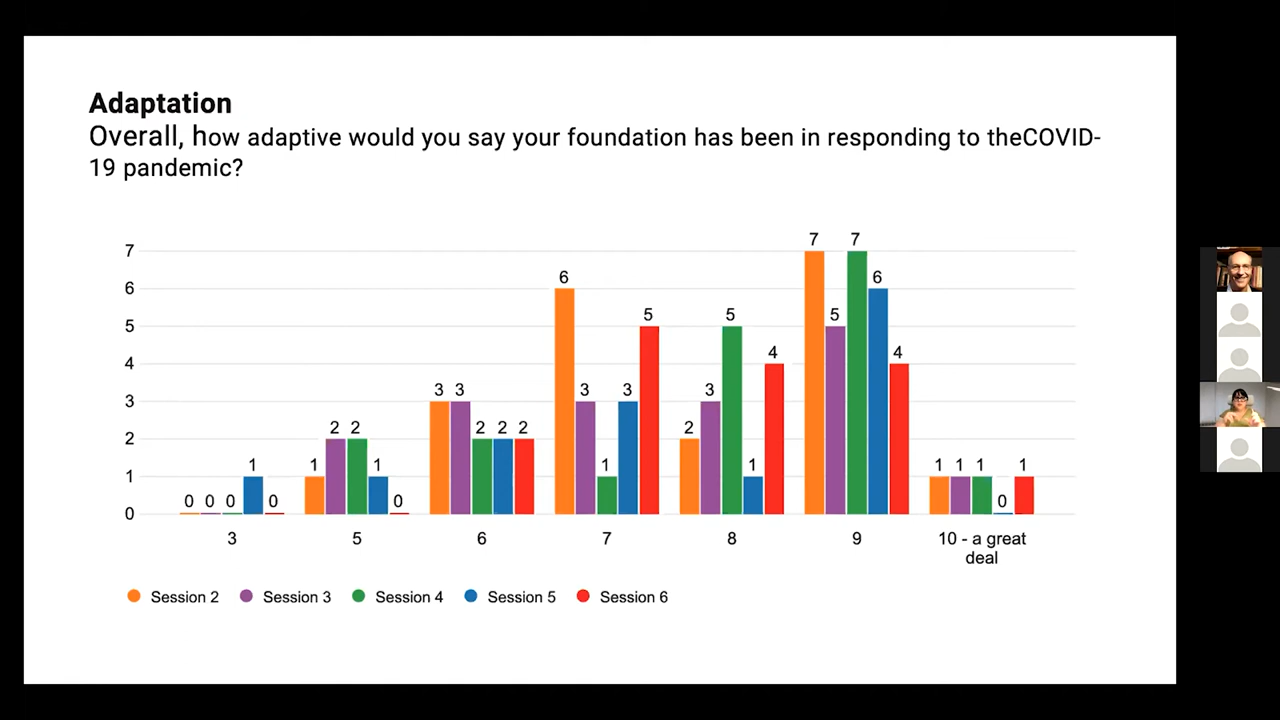 Adaptation
Overall, how adaptive would you say your foundation has been in responding to theCOVID-
19 pandemic?
7
6
5
4
3
2
1
0
0 0 0 1 0
1 2 2 1 0
3 3 2 2 2
6 3 1 3 5
2 3 5 1 4
7 5 7 6 4
1 1 1 0 1
3 5 6 7 8 9 10 - a great
deal
Session 2 Session 3 Session 4 Session 5 Session 6